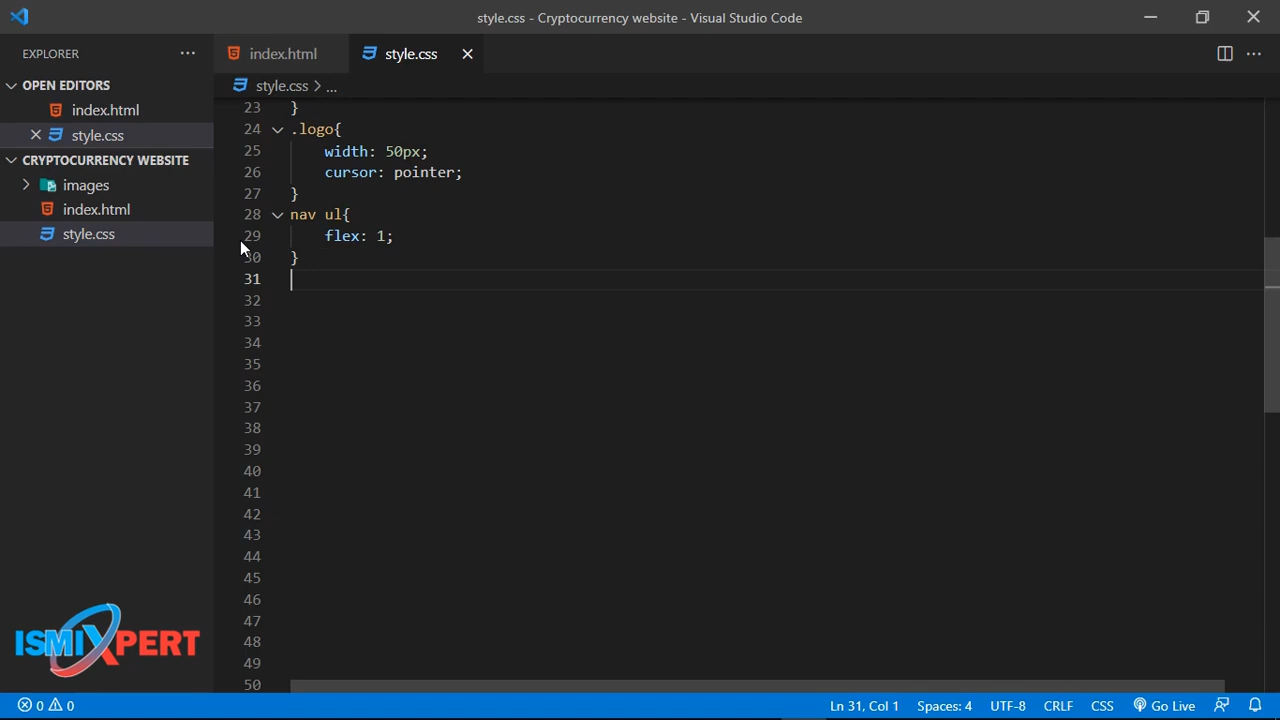 style.css - Cryptocurrency website - Visual Studio Code
EXPLORER
index.html
style.css
OPEN EDITORS
style.css > ...
index.html
style.css
CRYPTOCURRENCY WEBSITE
images
index.html
style.css
23 }
24 .logo{
25 width: 50px;
26 cursor: pointer;
27 }
28 nav ul{
29 flex: 1;
30 }
31
32
33
34
35
36
37
38
39
40
41
42
43
44
45
46
47
48
49
50
ISMIXPERT
0 0
Ln 31, Col 1 Spaces: 4 UTF-8 CRLF CSS Go Live